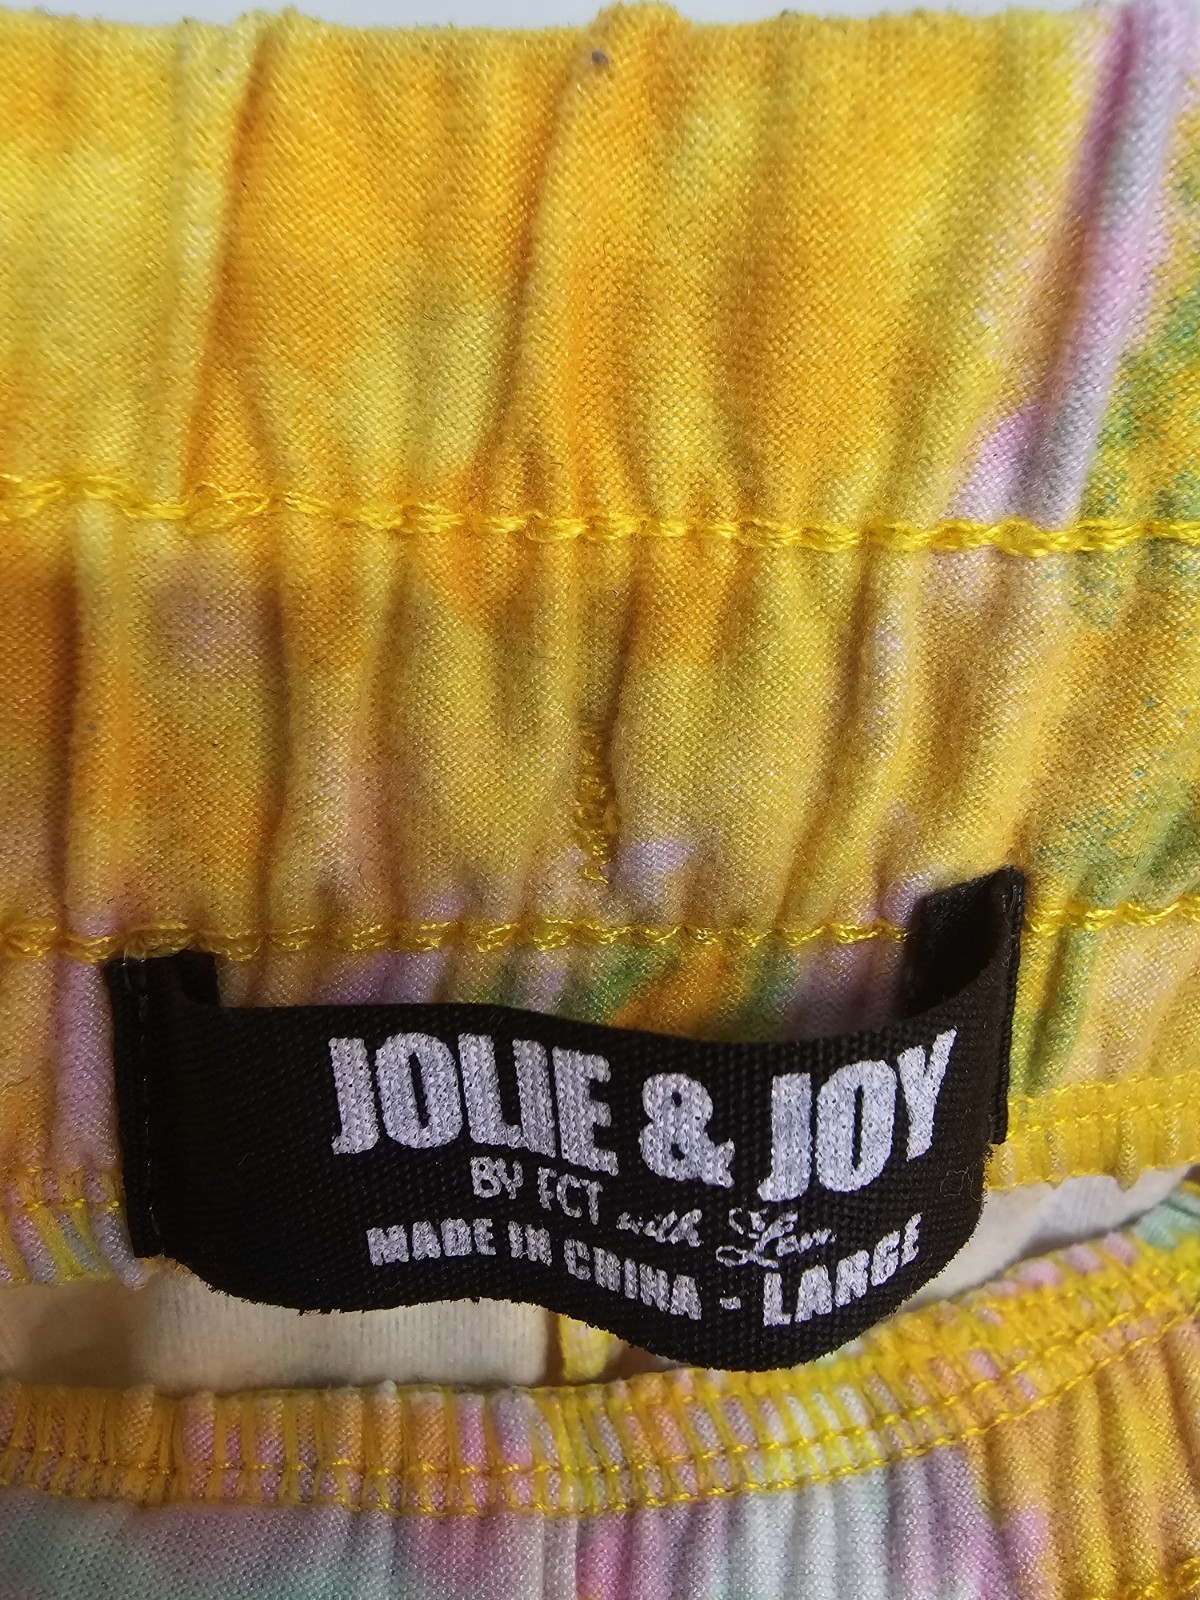 JOLIE & JOY
BY FCT with Love
MADE IN CHINA - LARGE